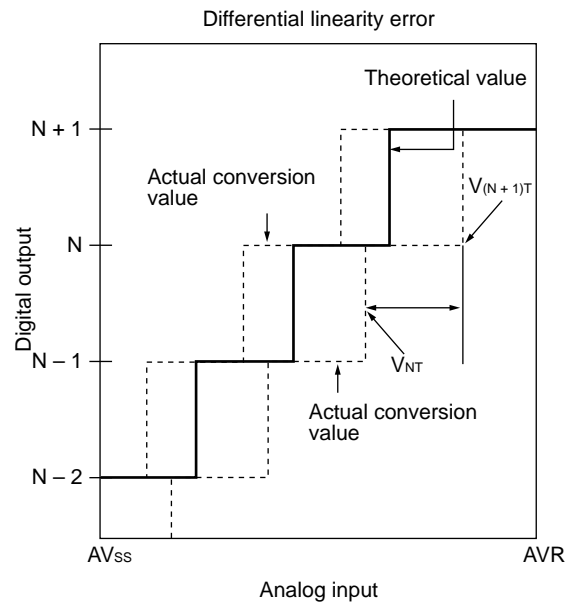 Differential linearity error
Theoretical value
N + 1
Actual conversion
value
V(N + 1)T
N
Digital output
N – 1
VNT
Actual conversion
value
N – 2
AVSS
AVR
Analog input